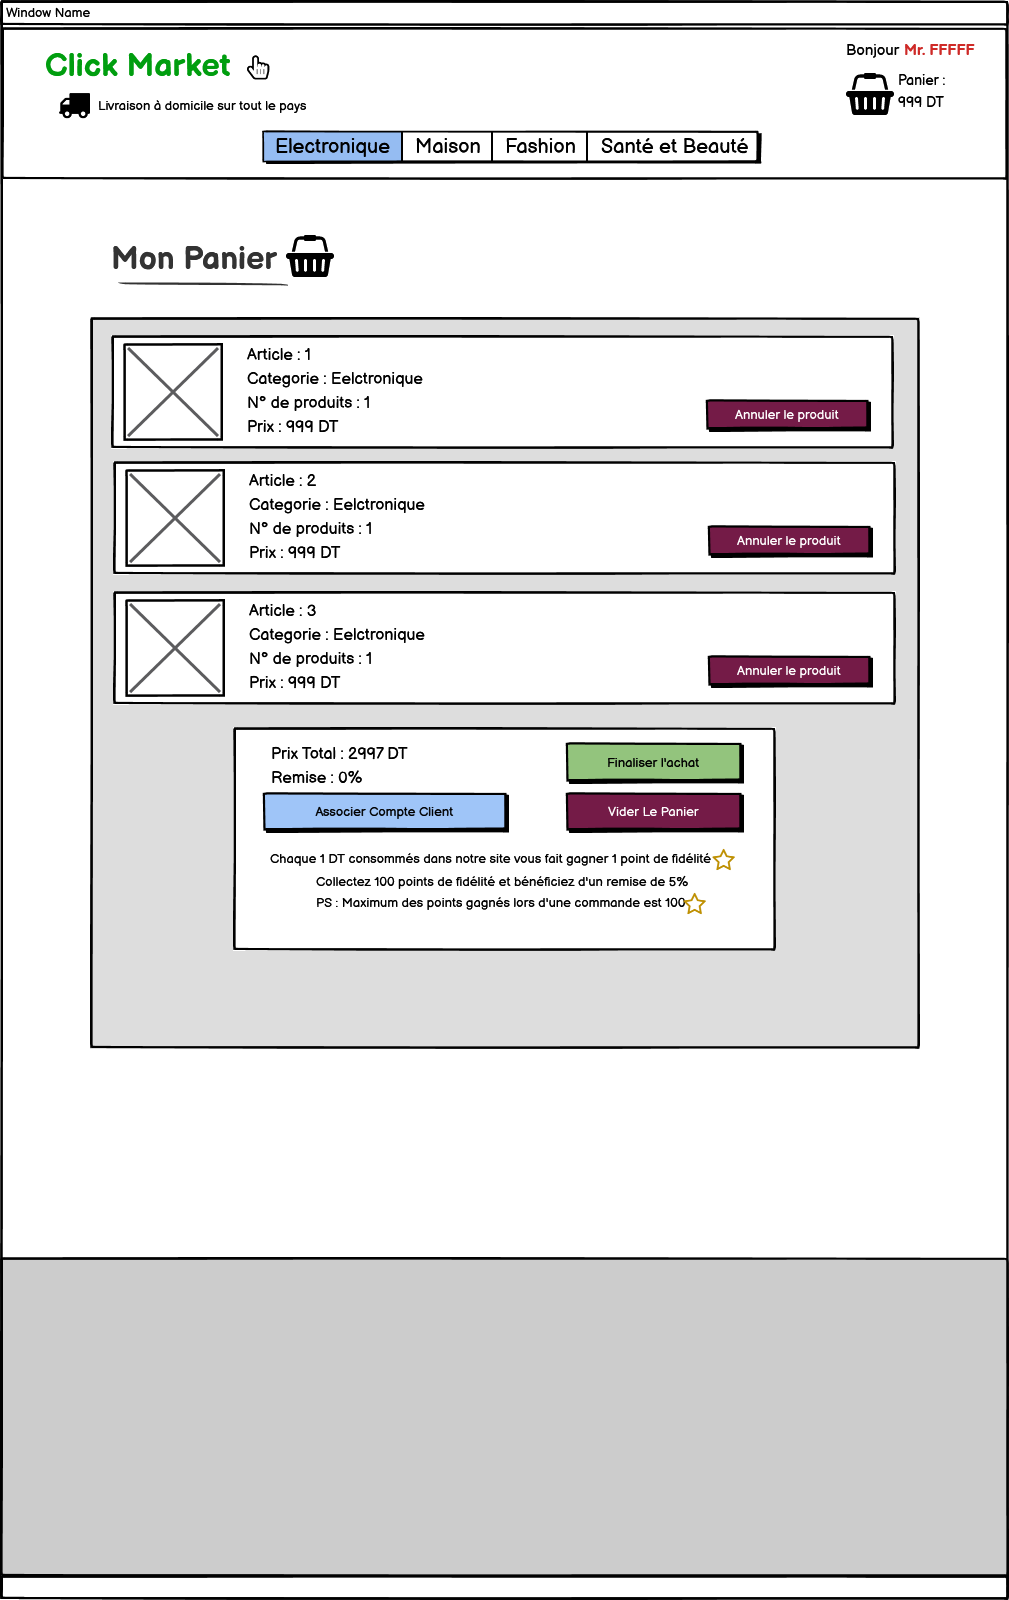 Window Name
Click Market
Bonjour Mr. FFFFF
Panier :
999 DT
Livraison à domicile sur tout le pays
Electronique Maison Fashion Santé et Beauté
Mon Panier
Article : 1
Categorie : Eelctronique
N° de produits : 1
Prix : 999 DT
Annuler le produit
Article : 2
Categorie : Eelctronique
N° de produits : 1
Prix : 999 DT
Annuler le produit
Article : 3
Categorie : Eelctronique
N° de produits : 1
Prix : 999 DT
Annuler le produit
Prix Total : 2997 DT
Remise : 0%
Finaliser l'achat
Associer Compte Client
Vider Le Panier
Chaque 1 DT consommés dans notre site vous fait gagner 1 point de fidélité
Collectez 100 points de fidélité et bénéficiez d'un remise de 5%
PS : Maximum des points gagnés lors d'une commande est 100